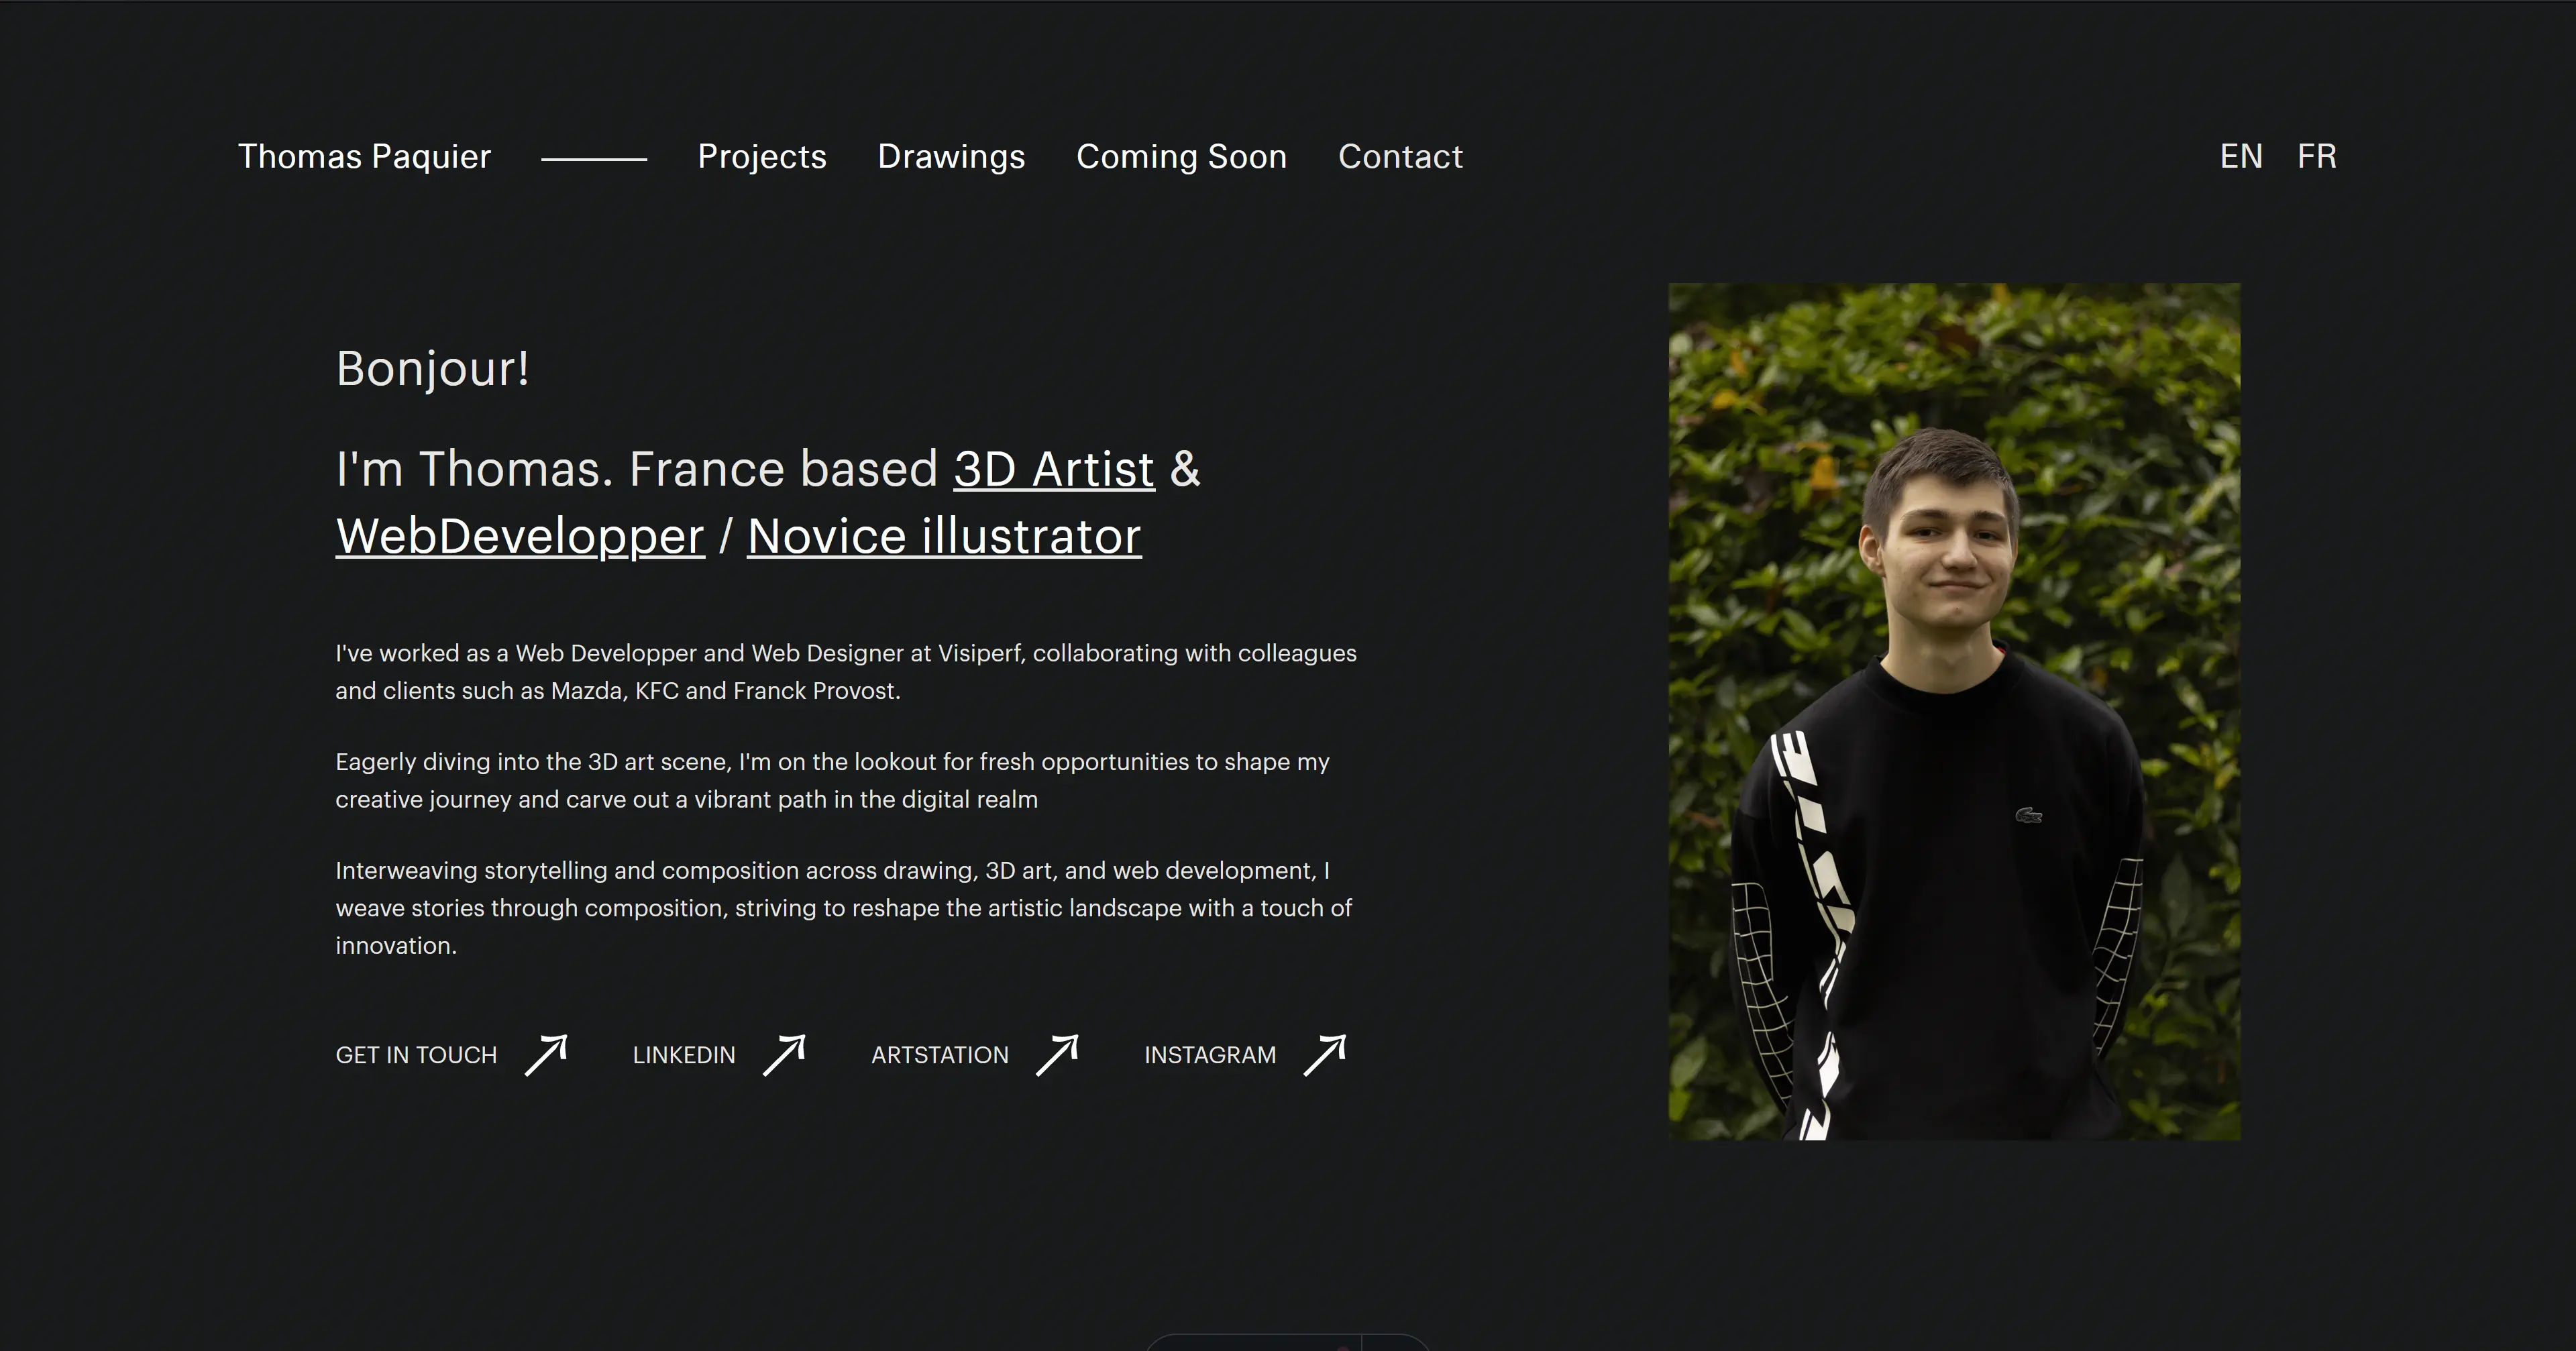 Thomas Paquier Projects Drawings Coming Soon Contact EN FR
Bonjour!
I'm Thomas. France based 3D Artist &
WebDevelopper / Novice illustrator
I've worked as a Web Developper and Web Designer at Visiperf, collaborating with colleagues
and clients such as Mazda, KFC and Franck Provost.
Eagerly diving into the 3D art scene, I'm on the lookout for fresh opportunities to shape my
creative journey and carve out a vibrant path in the digital realm
Interweaving storytelling and composition across drawing, 3D art, and web development, I
weave stories through composition, striving to reshape the artistic landscape with a touch of
innovation.
GET IN TOUCH LINKEDIN ARTSTATION INSTAGRAM